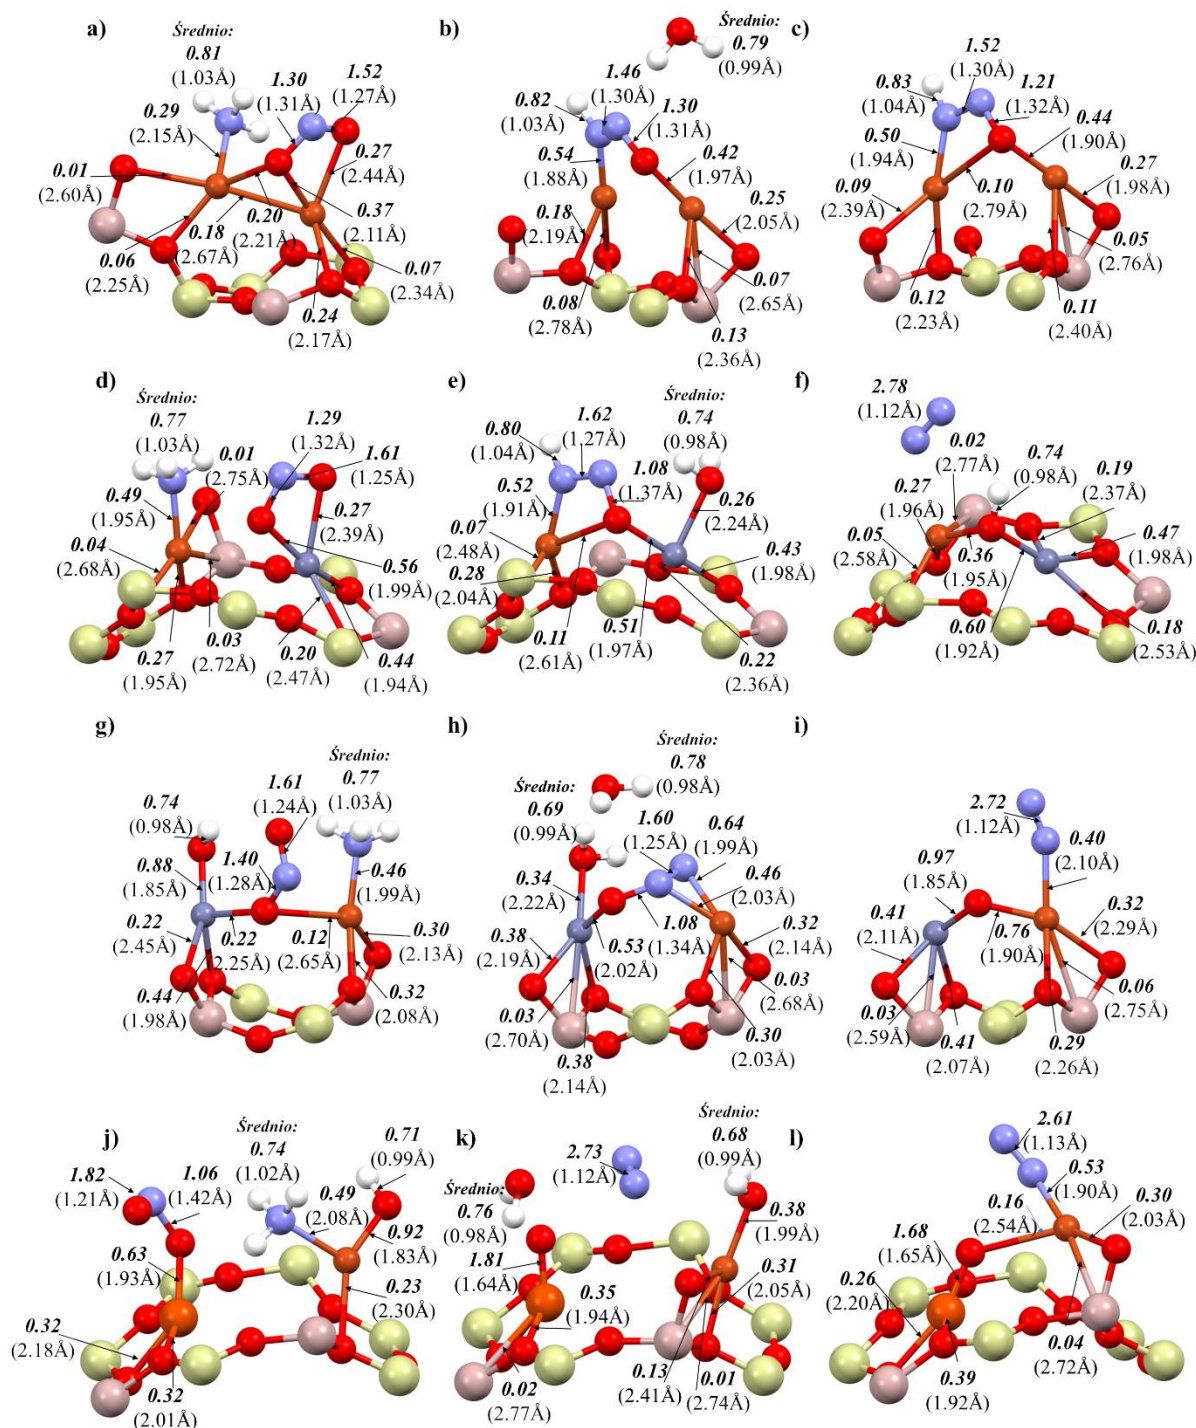 a)
Średnio:
0.81
(1.03Å)
1.30
(1.31Å)
1.52
(1.27Å)
0.29
(2.15Å)
0.01
(2.60Å)
0.27
(2.44Å)
0.37
(2.11Å)
0.20
(2.21Å)
0.18
(2.67Å)
0.06
(2.25Å)
0.07
(2.34Å)
0.24
(2.17Å)
b)
Średnio:
0.79
(0.99Å)
1.46
(1.30Å)
0.82
(1.03Å)
1.30
(1.31Å)
0.54
(1.88Å)
0.42
(1.97Å)
0.18
(2.19Å)
0.25
(2.05Å)
0.07
(2.65Å)
0.08
(2.78Å)
0.13
(2.36Å)
c)
1.52
(1.30Å)
0.83
(1.04Å)
1.21
(1.32Å)
0.50
(1.94Å)
0.44
(1.90Å)
0.27
(1.98Å)
0.09
(2.39Å)
0.10
(2.79Å)
0.05
(2.76Å)
0.12
(2.23Å)
0.11
(2.40Å)
d)
Średnio:
0.77
(1.03Å)
0.01
(2.75Å)
1.29
(1.32Å)
1.61
(1.25Å)
0.49
(1.95Å)
0.27
(2.39Å)
0.04
(2.68Å)
0.56
(1.99Å)
0.27
(1.95Å)
0.03
(2.72Å)
0.20
(2.47Å)
0.44
(1.94Å)
e)
1.62
(1.27Å)
Średnio:
0.74
(0.98Å)
0.80
(1.04Å)
1.08
(1.37Å)
0.52
(1.91Å)
0.26
(2.24Å)
0.07
(2.48Å)
0.43
(1.98Å)
0.28
(2.04Å)
0.11
(2.61Å)
0.51
(1.97Å)
0.22
(2.36Å)
f)
2.78
(1.12Å)
0.02
(2.77Å)
0.74
(0.98Å)
0.19
(2.37Å)
0.27
(1.96Å)
0.05
(2.58Å)
0.47
(1.98Å)
0.36
(1.95Å)
0.60
(1.92Å)
0.18
(2.53Å)
g)
Średnio:
0.77
(1.03Å)
1.61
(1.24Å)
0.74
(0.98Å)
0.88
(1.85Å)
1.40
(1.28Å)
0.46
(1.99Å)
0.22
(2.45Å)
0.22
(2.25Å)
0.12
(2.65Å)
0.30
(2.13Å)
0.44
(1.98Å)
0.32
(2.08Å)
h)
Średnio:
0.78
(0.98Å)
Średnio:
0.69
(0.99Å)
1.60
(1.25Å)
0.64
(1.99Å)
0.34
(2.22Å)
0.46
(2.03Å)
0.38
(2.19Å)
0.53
(2.02Å)
1.08
(1.34Å)
0.32
(2.14Å)
0.03
(2.70Å)
0.03
(2.68Å)
0.38
(2.14Å)
0.30
(2.03Å)
i)
2.72
(1.12Å)
0.40
(2.10Å)
0.97
(1.85Å)
0.41
(2.11Å)
0.76
(1.90Å)
0.32
(2.29Å)
0.06
(2.75Å)
0.03
(2.59Å)
0.41
(2.07Å)
0.29
(2.26Å)
j)
Średnio:
0.74
(1.02Å)
0.71
(0.99Å)
1.82
(1.21Å)
1.06
(1.42Å)
0.49
(2.08Å)
0.63
(1.93Å)
0.92
(1.83Å)
0.23
(2.30Å)
0.32
(2.18Å)
0.32
(2.01Å)
k)
Średnio:
0.68
(0.99Å)
2.73
(1.12Å)
Średnio:
0.76
(0.98Å)
0.38
(1.99Å)
1.81
(1.64Å)
0.31
(2.05Å)
0.35
(1.94Å)
0.02
(2.77Å)
0.13
(2.41Å)
0.01
(2.74Å)
l)
2.61
(1.13Å)
0.53
(1.90Å)
0.16
(2.54Å)
0.30
(2.03Å)
1.68
(1.65Å)
0.26
(2.20Å)
0.04
(2.72Å)
0.39
(1.92Å)